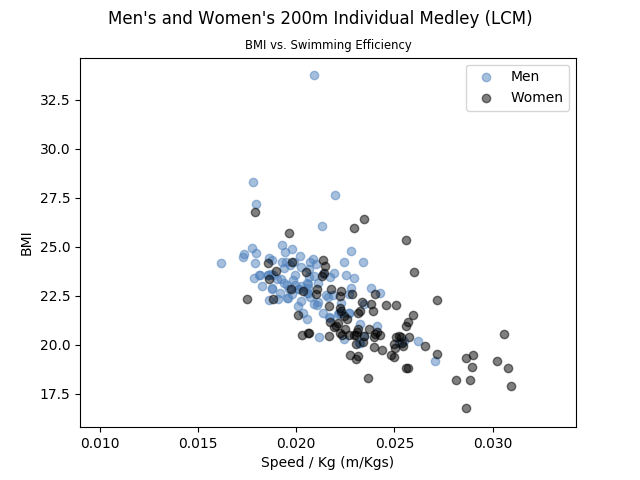 Men's and Women's 200m Individual Medley (LCM)
BMI vs. Swimming Efficiency
Men
Women
32.5
30.0
27.5
25.0
22.5
20.0
17.5
BMI
0.010 0.015 0.020 0.025 0.030
Speed / Kg (m/Kgs)